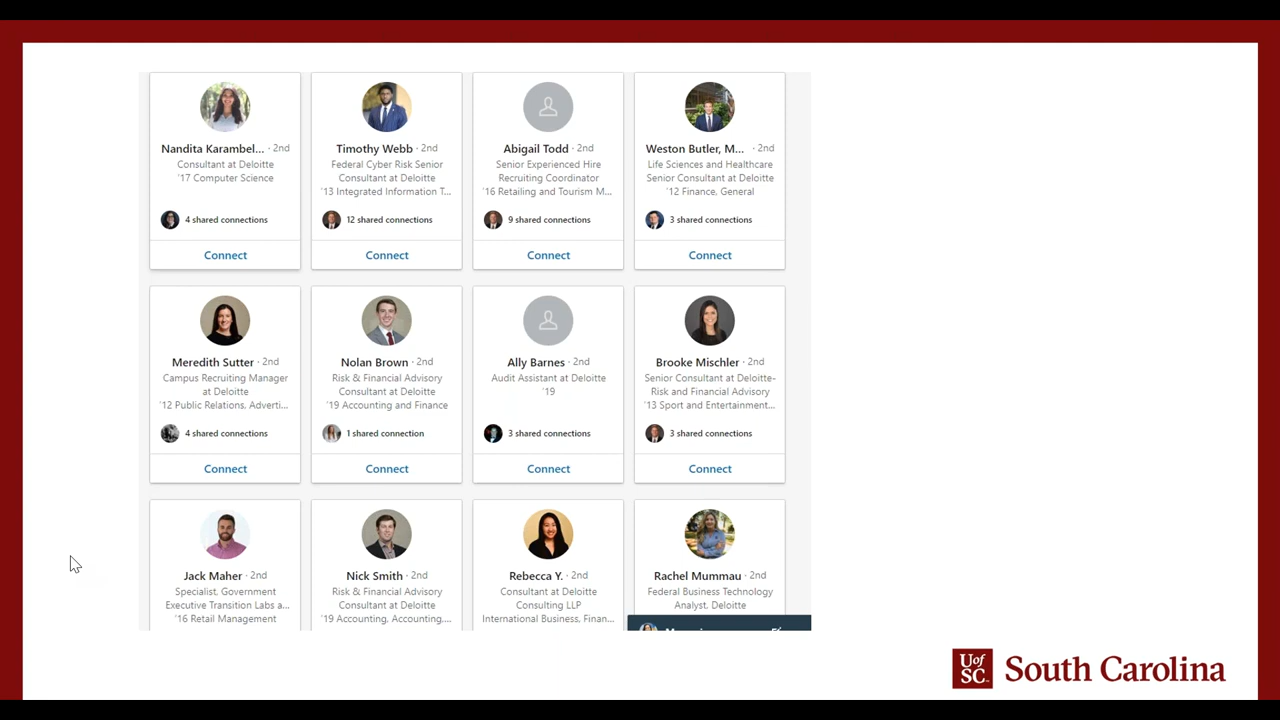 Nandita Karambel... · 2nd
Consultant at Deloitte
'17 Computer Science
4 shared connections
Connect
Timothy Webb · 2nd
Federal Cyber Risk Senior
Consultant at Deloitte
'13 Integrated Information T...
12 shared connections
Connect
Abigail Todd · 2nd
Senior Experienced Hire
Recruiting Coordinator
'16 Retailing and Tourism M...
9 shared connections
Connect
Weston Butler, M... · 2nd
Life Sciences and Healthcare
Senior Consultant at Deloitte
'12 Finance, General
3 shared connections
Connect
Meredith Sutter · 2nd
Campus Recruiting Manager
at Deloitte
'12 Public Relations, Adverti...
4 shared connections
Connect
Nolan Brown · 2nd
Risk & Financial Advisory
Consultant at Deloitte
'19 Accounting and Finance
1 shared connection
Connect
Ally Barnes · 2nd
Audit Assistant at Deloitte
'19
3 shared connections
Connect
Brooke Mischler · 2nd
Senior Consultant at Deloitte-
Risk and Financial Advisory
'13 Sport and Entertainment...
3 shared connections
Connect
Jack Maher · 2nd
Specialist, Government
Executive Transition Labs a...
'16 Retail Management
Nick Smith · 2nd
Risk & Financial Advisory
Consultant at Deloitte
'19 Accounting, Accounting,...
Rebecca Y. · 2nd
Consultant at Deloitte
Consulting LLP
International Business, Finan...
Rachel Mummau · 2nd
Federal Business Technology
Analyst, Deloitte
UofSC
South Carolina